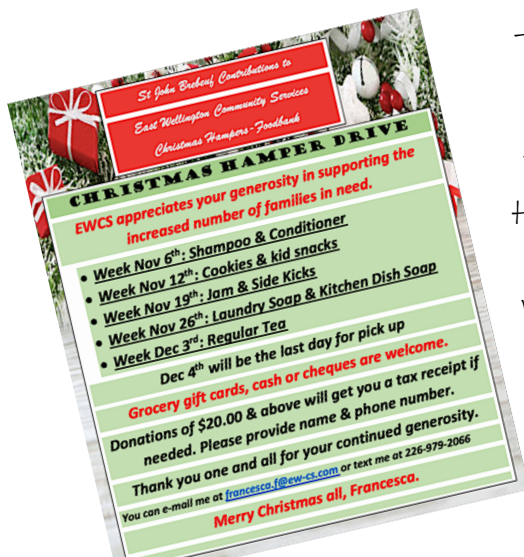 St John Brebeuf Contributions to
East Wellington Community Services
Christmas Hampers-Foodbank
CHRISTMAS HAMPER DRIVE
EWCS appreciates your generosity in supporting the
increased number of families in need.
• Week Nov 6th: Shampoo & Conditioner
• Week Nov 12th: Cookies & kid snacks
• Week Nov 19th: Jam & Side Kicks
• Week Nov 26th: Laundry Soap & Kitchen Dish Soap
• Week Dec 3rd: Regular Tea
Dec 4th will be the last day for pick up
Grocery gift cards, cash or cheques are welcome.
Donations of $20.00 & above will get you a tax receipt if
needed. Please provide name & phone number.
Thank you one and all for your continued generosity.
You can e-mail me at francesca.f@ew-cs.com or text me at 226-979-2066
Merry Christmas all, Francesca.